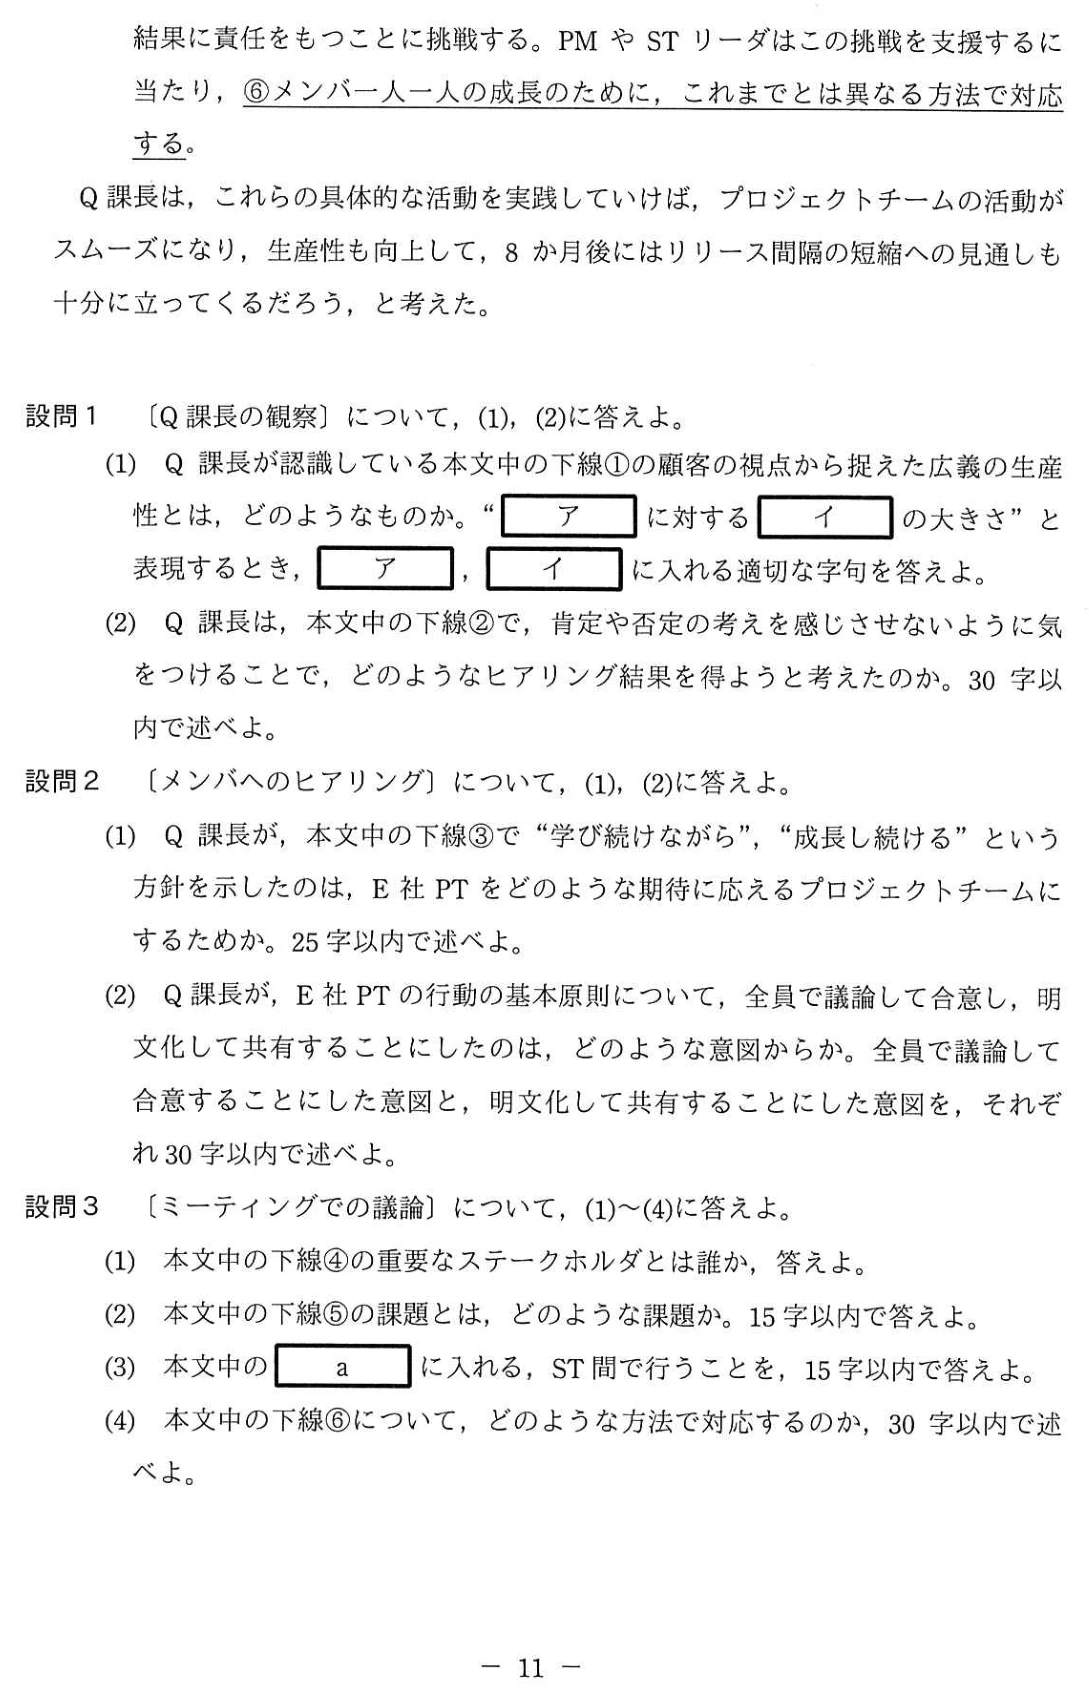 結果に責任をもつことに挑戦する。PM や ST リーダはこの挑戦を支援するに
当たり，⑥メンバ一人一人の成長のために，これまでとは異なる方法で対応
する。
Q 課長は，これらの具体的な活動を実践していけば，プロジェクトチームの活動が
スムーズになり，生産性も向上して，8 か月後にはリリース間隔の短縮への見通しも
十分に立ってくるだろう，と考えた。
設問1 〔Q 課長の観察〕について，(1)，(2)に答えよ。
(1) Q 課長が認識している本文中の下線①の顧客の視点から捉えた広義の生産
性とは，どのようなものか。“ ア に対する イ の大きさ” と
表現するとき， ア ， イ に入れる適切な字句を答えよ。
(2) Q 課長は，本文中の下線②で，肯定や否定の考えを感じさせないように気
をつけることで，どのようなヒアリング結果を得ようと考えたのか。30 字以
内で述べよ。
設問2 〔メンバへのヒアリング〕について，(1)，(2)に答えよ。
(1) Q 課長が，本文中の下線③で “学び続けながら”，“成長し続ける” という
方針を示したのは，E 社 PT をどのような期待に応えるプロジェクトチームに
するためか。25 字以内で述べよ。
(2) Q 課長が，E 社 PT の行動の基本原則について，全員で議論して合意し，明
文化して共有することにしたのは，どのような意図からか。全員で議論して
合意することにした意図と，明文化して共有することにした意図を，それぞ
れ 30 字以内で述べよ。
設問3 〔ミーティングでの議論〕について，(1)～(4)に答えよ。
(1) 本文中の下線④の重要なステークホルダとは誰か，答えよ。
(2) 本文中の下線⑤の課題とは，どのような課題か。15 字以内で答えよ。
(3) 本文中の a に入れる，ST 間で行うことを，15 字以内で答えよ。
(4) 本文中の下線⑥について，どのような方法で対応するのか，30 字以内で述
べよ。
－ 11 －